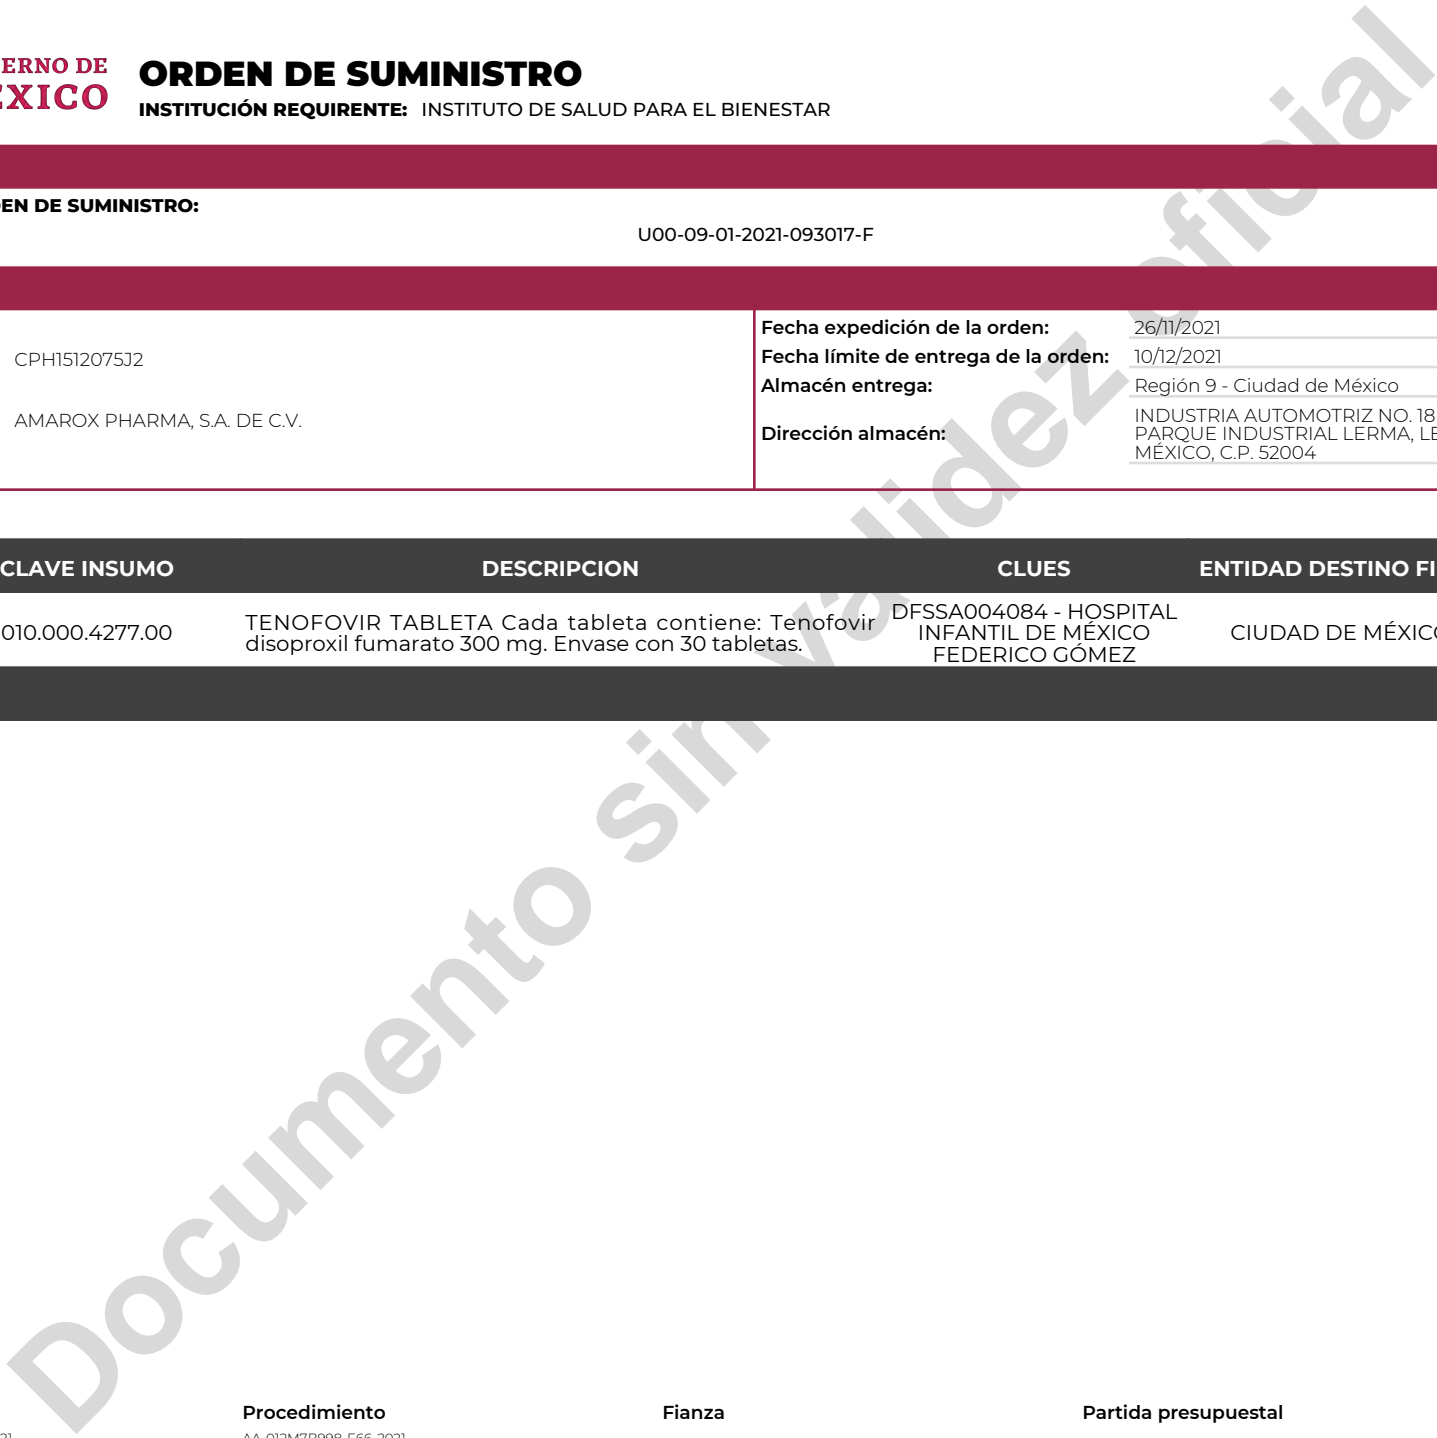 ERNO DE
EXICO
ORDEN DE SUMINISTRO
INSTITUCIÓN REQUIRENTE: INSTITUTO DE SALUD PARA EL BIENESTAR
EN DE SUMINISTRO:
U00-09-01-2021-093017-F
CPH1512075J2
AMAROX PHARMA, S.A. DE C.V.
Fecha expedición de la orden: 26/11/2021
Fecha límite de entrega de la orden: 10/12/2021
Almacén entrega: Región 9 - Ciudad de México
Dirección almacén:
INDUSTRIA AUTOMOTRIZ NO. 18
PARQUE INDUSTRIAL LERMA, LE
MÉXICO, C.P. 52004
CLAVE INSUMO DESCRIPCION CLUES ENTIDAD DESTINO FI
010.000.4277.00
TENOFOVIR TABLETA Cada tableta contiene: Tenofovir
disoproxil fumarato 300 mg. Envase con 30 tabletas.
DFSSA004084 - HOSPITAL
INFANTIL DE MÉXICO
FEDERICO GÓMEZ
CIUDAD DE MÉXICO
Documento sin validez oficial
Procedimiento Fianza Partida presupuestal